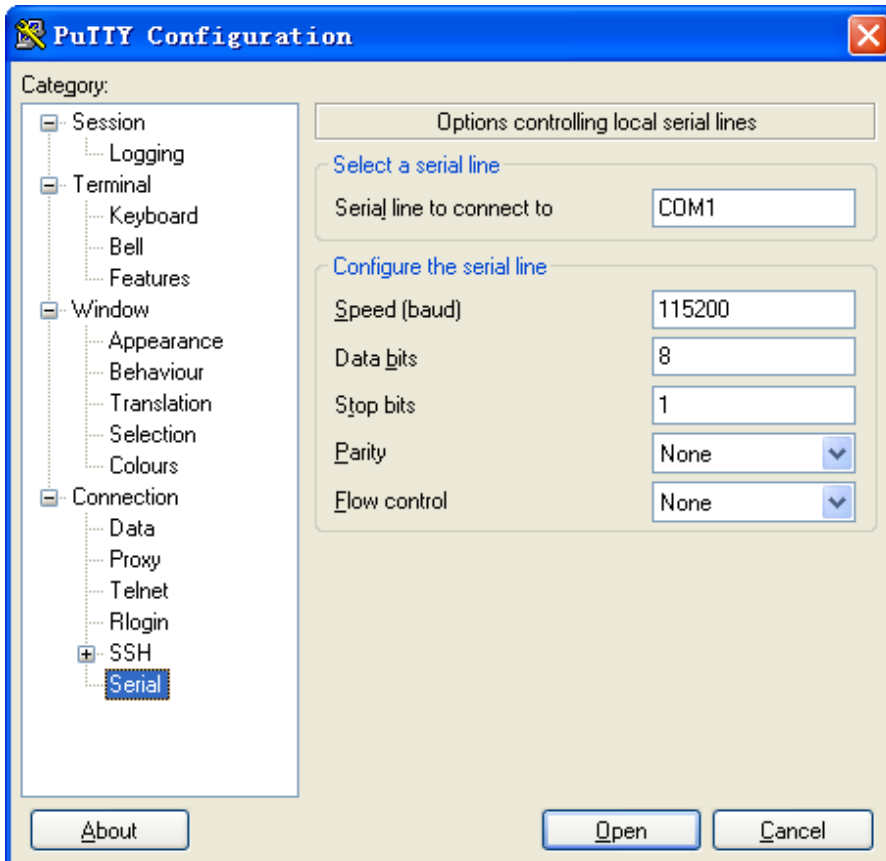 PuTTY Configuration
Category:
Session
Logging
Terminal
Keyboard
Bell
Features
Window
Appearance
Behaviour
Translation
Selection
Colours
Connection
Data
Proxy
Telnet
Rlogin
SSH
Serial
Options controlling local serial lines
Select a serial line
Serial line to connect to COM1
Configure the serial line
Speed (baud) 115200
Data bits 8
Stop bits 1
Parity None
Flow control None
About Open Cancel